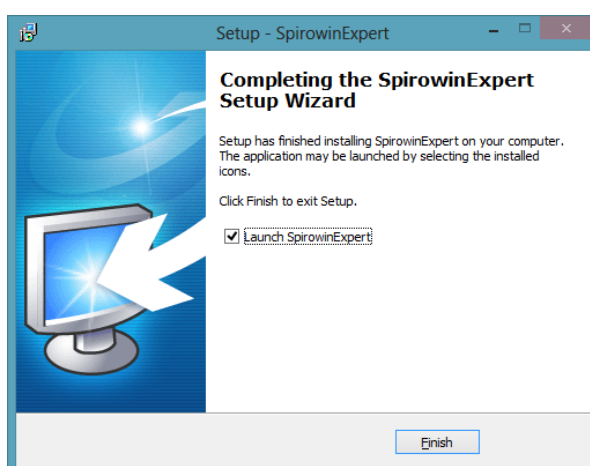 Setup - SpirowinExpert
Completing the SpirowinExpert
Setup Wizard
Setup has finished installing SpirowinExpert on your computer.
The application may be launched by selecting the installed
icons.
Click Finish to exit Setup.
Launch SpirowinExpert
Finish